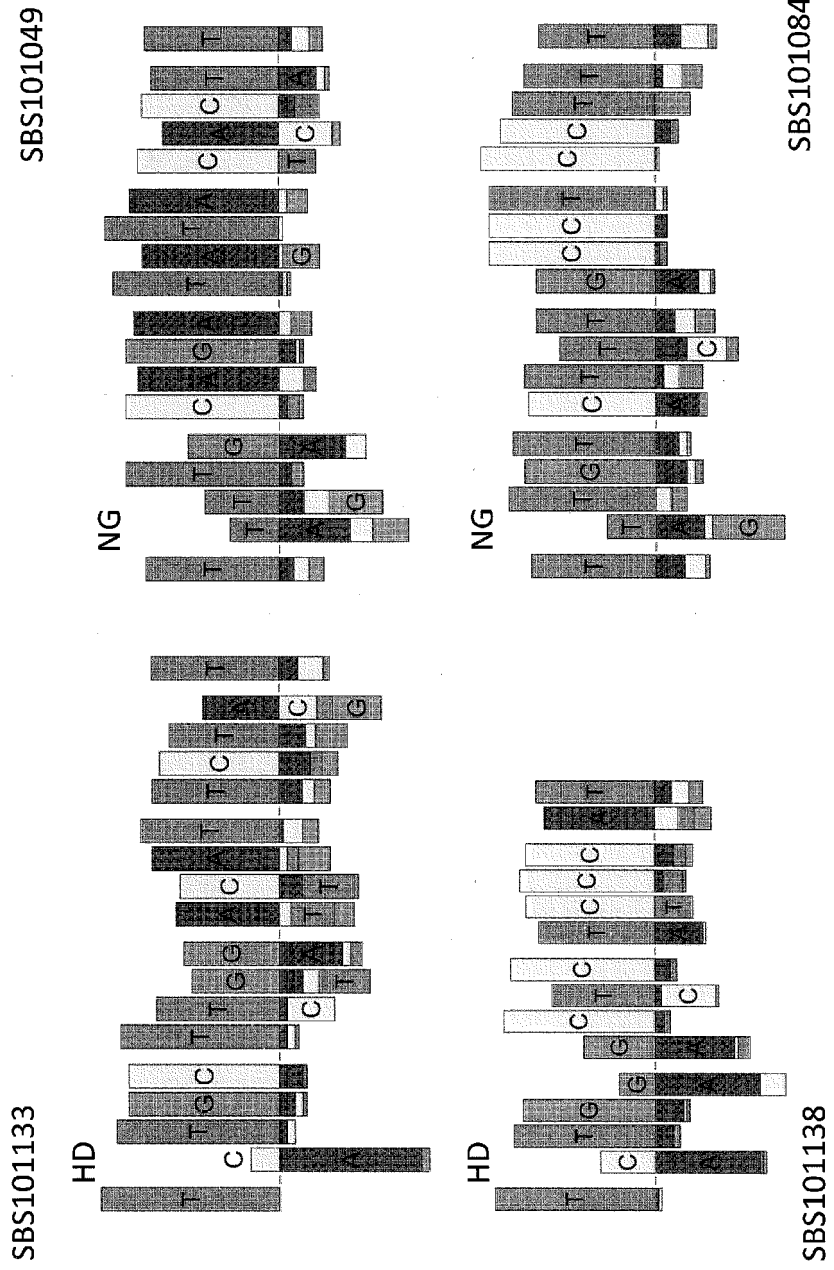 SBS101133
HD
T C T G C T T G G A C A T T C T A T
A C T A T T C
G
SBS101049
NG
T T T T G C A G A T A T A C A C T T
A G A G T C A
SBS101138
HD
T C T G G G C T C T C C C A T
A A A C A T
SBS101084
NG
T T T G T C T T T G C C T C C T T T
A A C A
G